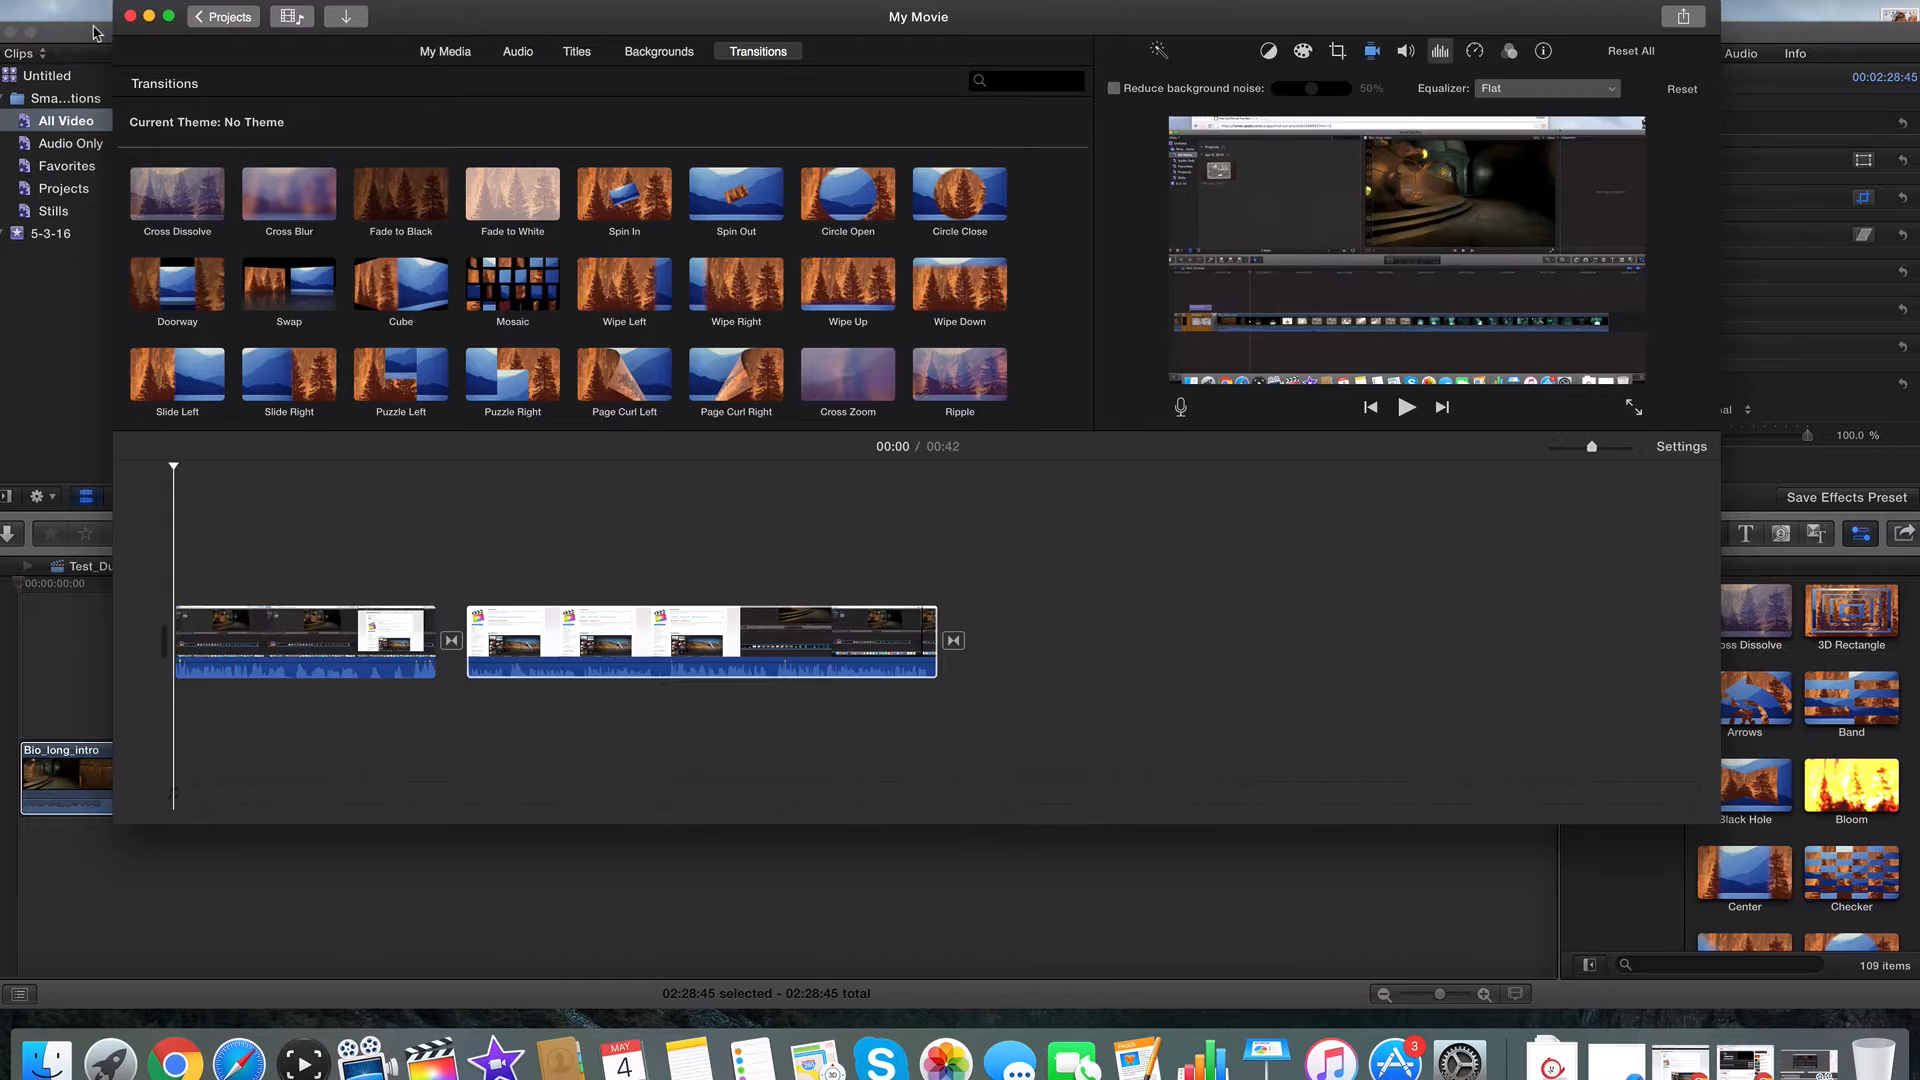 Projects
My Movie
Clips
My Media
Audio
Titles
Backgrounds
Transitions
Reset All
Audio
Info
Untitled
00:02:28:45
Transitions
Reduce background noise:
50%
Equalizer:
Flat
Reset
Sma...tions
All Video
Current Theme: No Theme
Audio Only
Favorites
Projects
Stills
5-3-16
Cross Dissolve
Cross Blur
Fade to Black
Fade to White
Spin In
Spin Out
Circle Open
Circle Close
Doorway
Swap
Cube
Mosaic
Wipe Left
Wipe Right
Wipe Up
Wipe Down
Slide Left
Slide Right
Puzzle Left
Puzzle Right
Page Curl Left
Page Curl Right
Cross Zoom
Ripple
nal
100.0 %
00:00 / 00:42
Settings
Save Effects Preset
Test_Du
00:00:00:00
oss Dissolve
3D Rectangle
Arrows
Band
Bio_long_intro
Black Hole
Bloom
Center
Checker
109 items
02:28:45 selected - 02:28:45 total
MAY
4
3D
PAGES
3